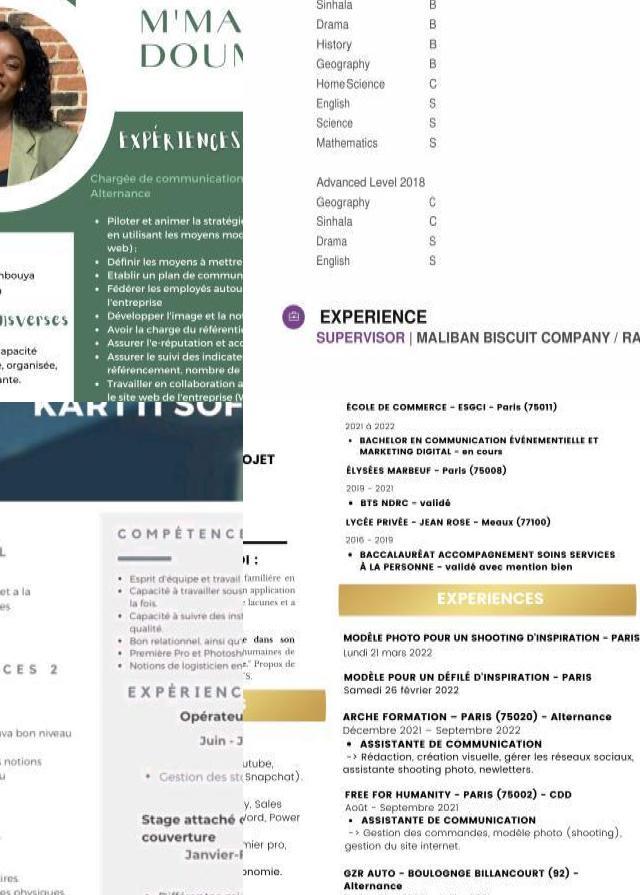 M'MA
DOUM
EXPÉRIENCES
Chargée de communication
Alternance
• Piloter et animer la stratégi
en utilisant les moyens
web) ;
• Définir les moyens à mettre
• Etablir un plan de commun
• Fédérer les employés autou
l'entreprise
• Développer l'image et la no
• Avoir la charge du référenti
• Assurer l'e-réputation et acc
• Assurer le suivi des indicate
référencement, nombre de
• Travailler en collaboration a
le site web de l'entreprise
mbouya
nsverses
apacité
e, organisée,
ante.
Sinhala B
Drama B
History B
Geography B
Home Science C
English S
Science S
Mathematics S
Advanced Level 2018
Geography C
Sinhala S
Drama S
English S
EXPERIENCE
SUPERVISOR | MALIBAN BISCUIT COMPANY / RA
KARTTI SOF
L
et a la
es
CES 2
va bon niveau
notions
u
ires
es physiques
COMPÉTENCE
• Esprit d'équipe et travail
• Capacité à travailler sous
la fois.
• Capacité à suivre des inst
qualité.
• Bon relationnel, ainsi qu'
• Première Pro et Photosh
• Notions de logisticien en
EXPÉRIENC
Opérateu
Juin - J
• Gestion des sto
Stage attaché
couverture
Janvier-F
OJET
OI :
familière en
n application
lacunes et a
e dans son
humaines de
Propos de
S.
utube,
Snapchat).
y, Sales
Word, Power
mier pro,
onomie.
ÉCOLE DE COMMERCE - ESGCI - Paris (75011)
2021 à 2022
• BACHELOR EN COMMUNICATION ÉVÉNEMENTIELLE ET
MARKETING DIGITAL - en cours
ÉLYSÉES MARBEUF - Paris (75008)
2019 - 2021
• BTS NDRC - validé
LYCÉE PRIVÉE - JEAN ROSE - Meaux (77100)
2016 - 2019
• BACCALAURÉAT ACCOMPAGNEMENT SOINS SERVICES
À LA PERSONNE - validé avec mention bien
EXPERIENCES
MODÈLE PHOTO POUR UN SHOOTING D'INSPIRATION - PARIS
Lundi 21 mars 2022
MODÈLE POUR UN DÉFILÉ D'INSPIRATION - PARIS
Samedi 26 février 2022
ARCHE FORMATION – PARIS (75020) - Alternance
Décembre 2021 – Septembre 2022
• ASSISTANTE DE COMMUNICATION
-> Rédaction, création visuelle, gérer les réseaux sociaux,
assistante shooting photo, newletters.
FREE FOR HUMANITY - PARIS (75002) - CDD
Août - Septembre 2021
• ASSISTANTE DE COMMUNICATION
-> Gestion des commandes, modèle photo (shooting),
gestion du site internet.
GZR AUTO - BOULOGNGE BILLANCOURT (92) -
Alternance